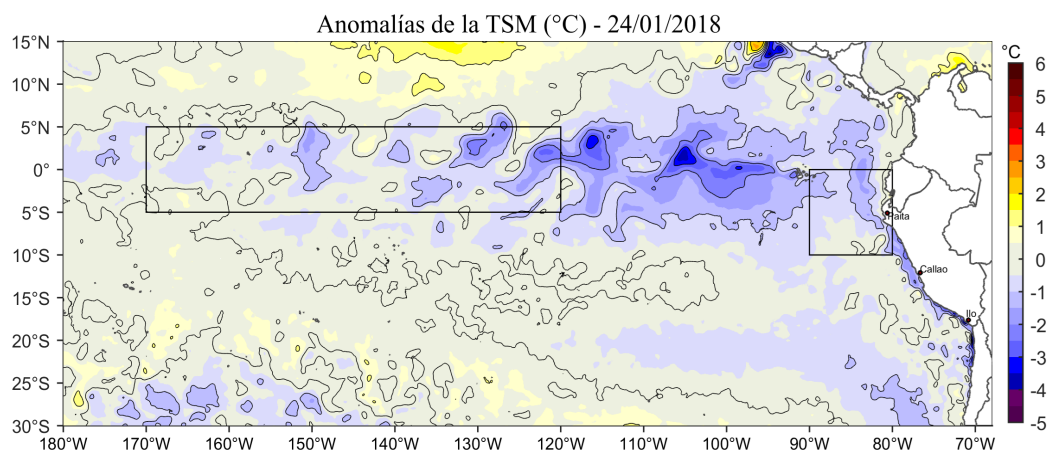 Anomalías de la TSM (°C) - 24/01/2018
15°N
10°N
5°N
0°
5°S
10°S
15°S
20°S
25°S
30°S
180°W
170°W
160°W
150°W
140°W
130°W
120°W
110°W
100°W
90°W
80°W
70°W
Paita
Callao
Ilo
°C
6
5
4
3
2
1
0
-1
-2
-3
-4
-5